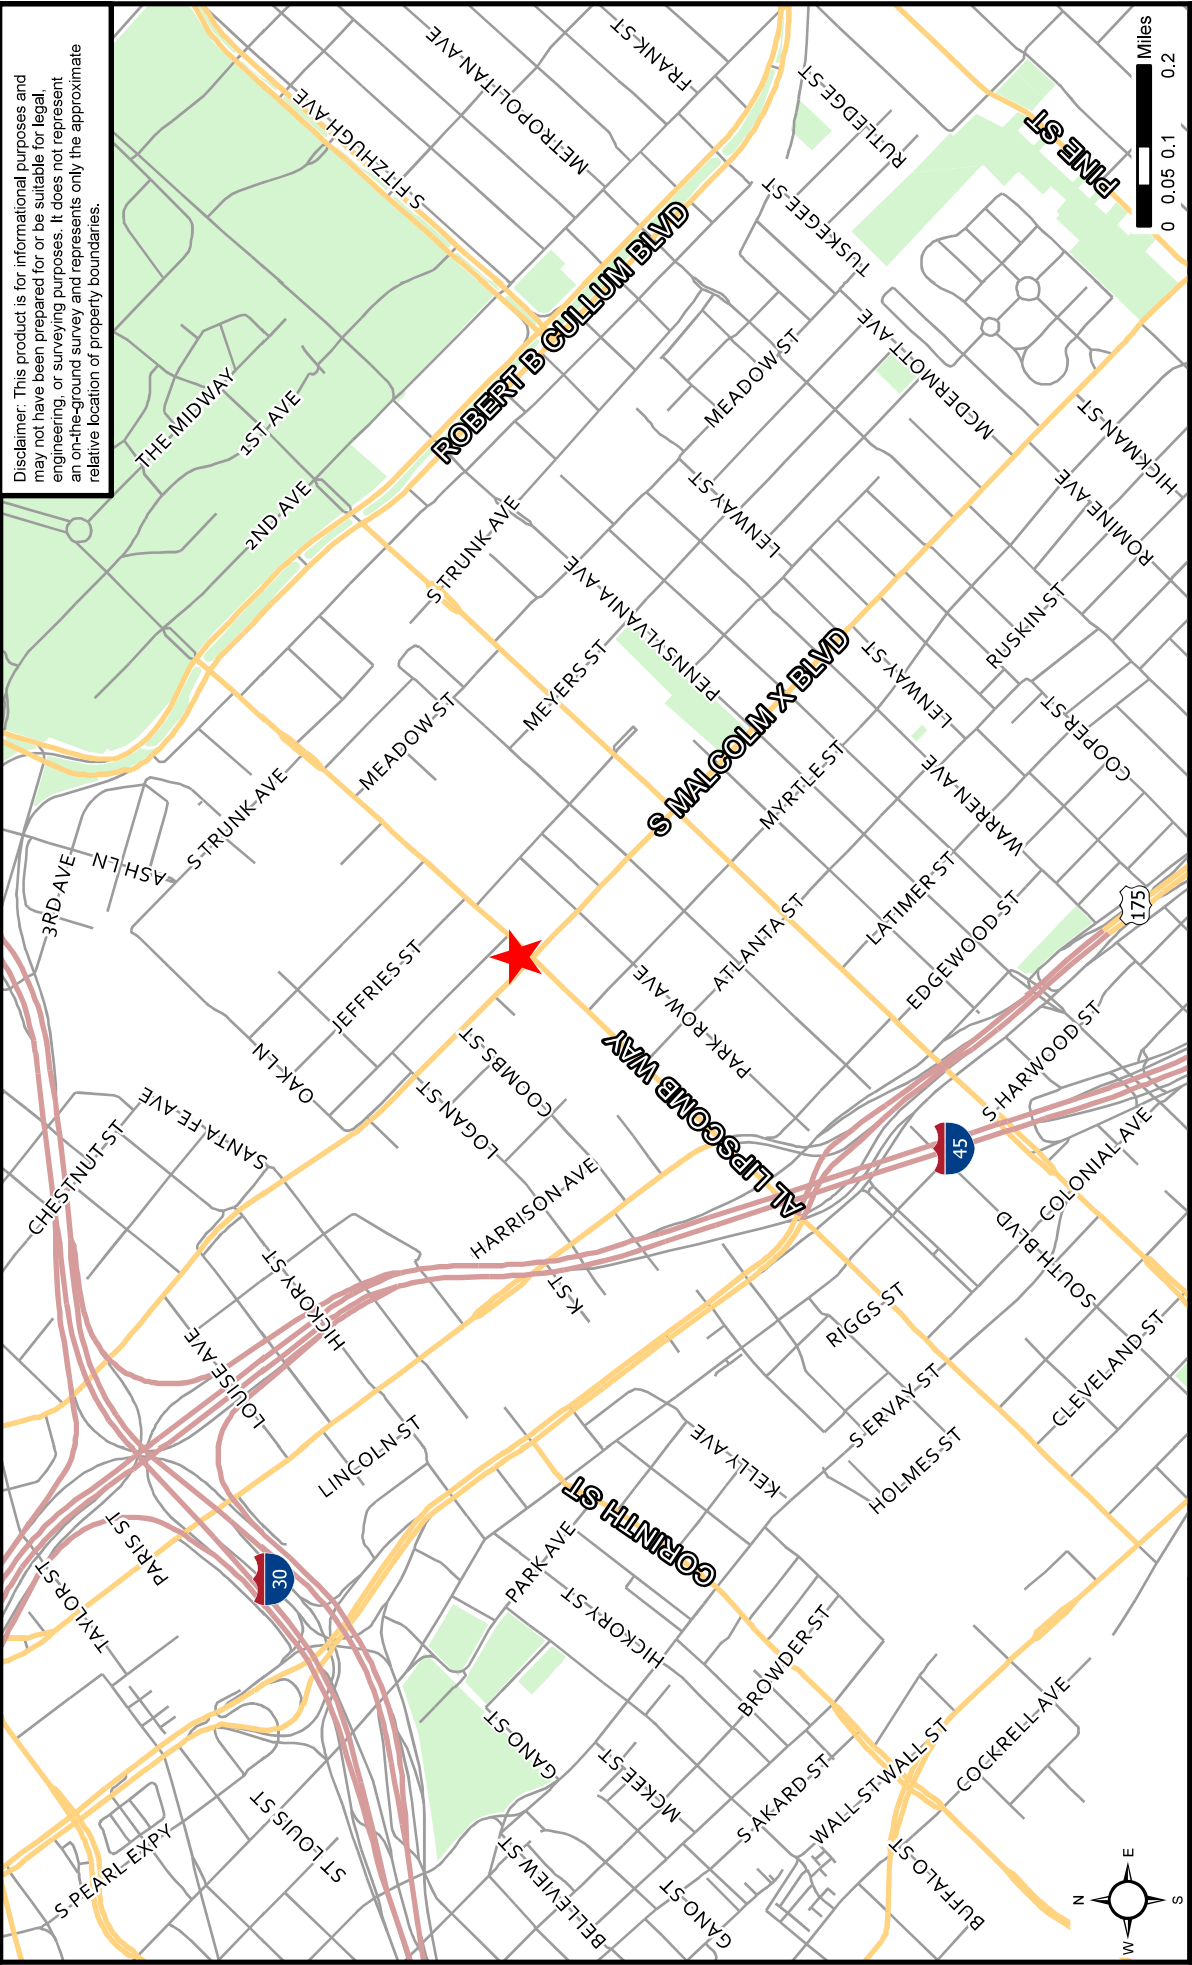 Disclaimer: This product is for informational purposes and
may not have been prepared for or be suitable for legal,
engineering, or surveying purposes. It does not represent
an on-the-ground survey and represents only the approximate
relative location of property boundaries.
S FITZHUGH AVE
METROPOLITAN AVE
FRANK ST
RUTLEDGE ST
PINE ST
Miles
0 0.05 0.1 0.2
THE MIDWAY
1ST AVE
2ND AVE
ROBERT B CULLUM BLVD
TUSKEGEE ST
MCDERMOTT AVE
MEADOW ST
HICKMAN ST
ROMINE AVE
LENWAY ST
S TRUNK AVE
PENNSYLVANIA AVE
MEYERS ST
RUSKIN ST
LENWAY ST
S MALCOLM X BLVD
COOPER ST
MEADOW ST
WARREN AVE
MYRTLE ST
S TRUNK AVE
ASH LN
3RD AVE
LATIMER ST
EDGEWOOD ST
175
ATLANTA ST
PARK ROW AVE
JEFFRIES ST
OAK LN
COOMBS ST
LOGAN ST
AL LIPSCOMB WAY
S HARWOOD ST
45
COLONIAL AVE
SANTA FE AVE
CHESTNUT ST
HARRISON AVE
HICKORY ST
K ST
SOUTH BLVD
RIGGS ST
CLEVELAND ST
LOUISE AVE
LINCOLN ST
S ERVAY ST
HOLMES ST
KELLY AVE
CORINTH ST
PARIS ST
TAYLOR ST
30
PARK AVE
HICKORY ST
BROWDER ST
GANO ST
MCKEE ST
COCKRELL AVE
WALL ST
WALL ST
S AKARD ST
ST LOUIS ST
S PEARL EXPY
BELLEVIEW ST
GANO ST
BUFFALO ST
N
E
S
W